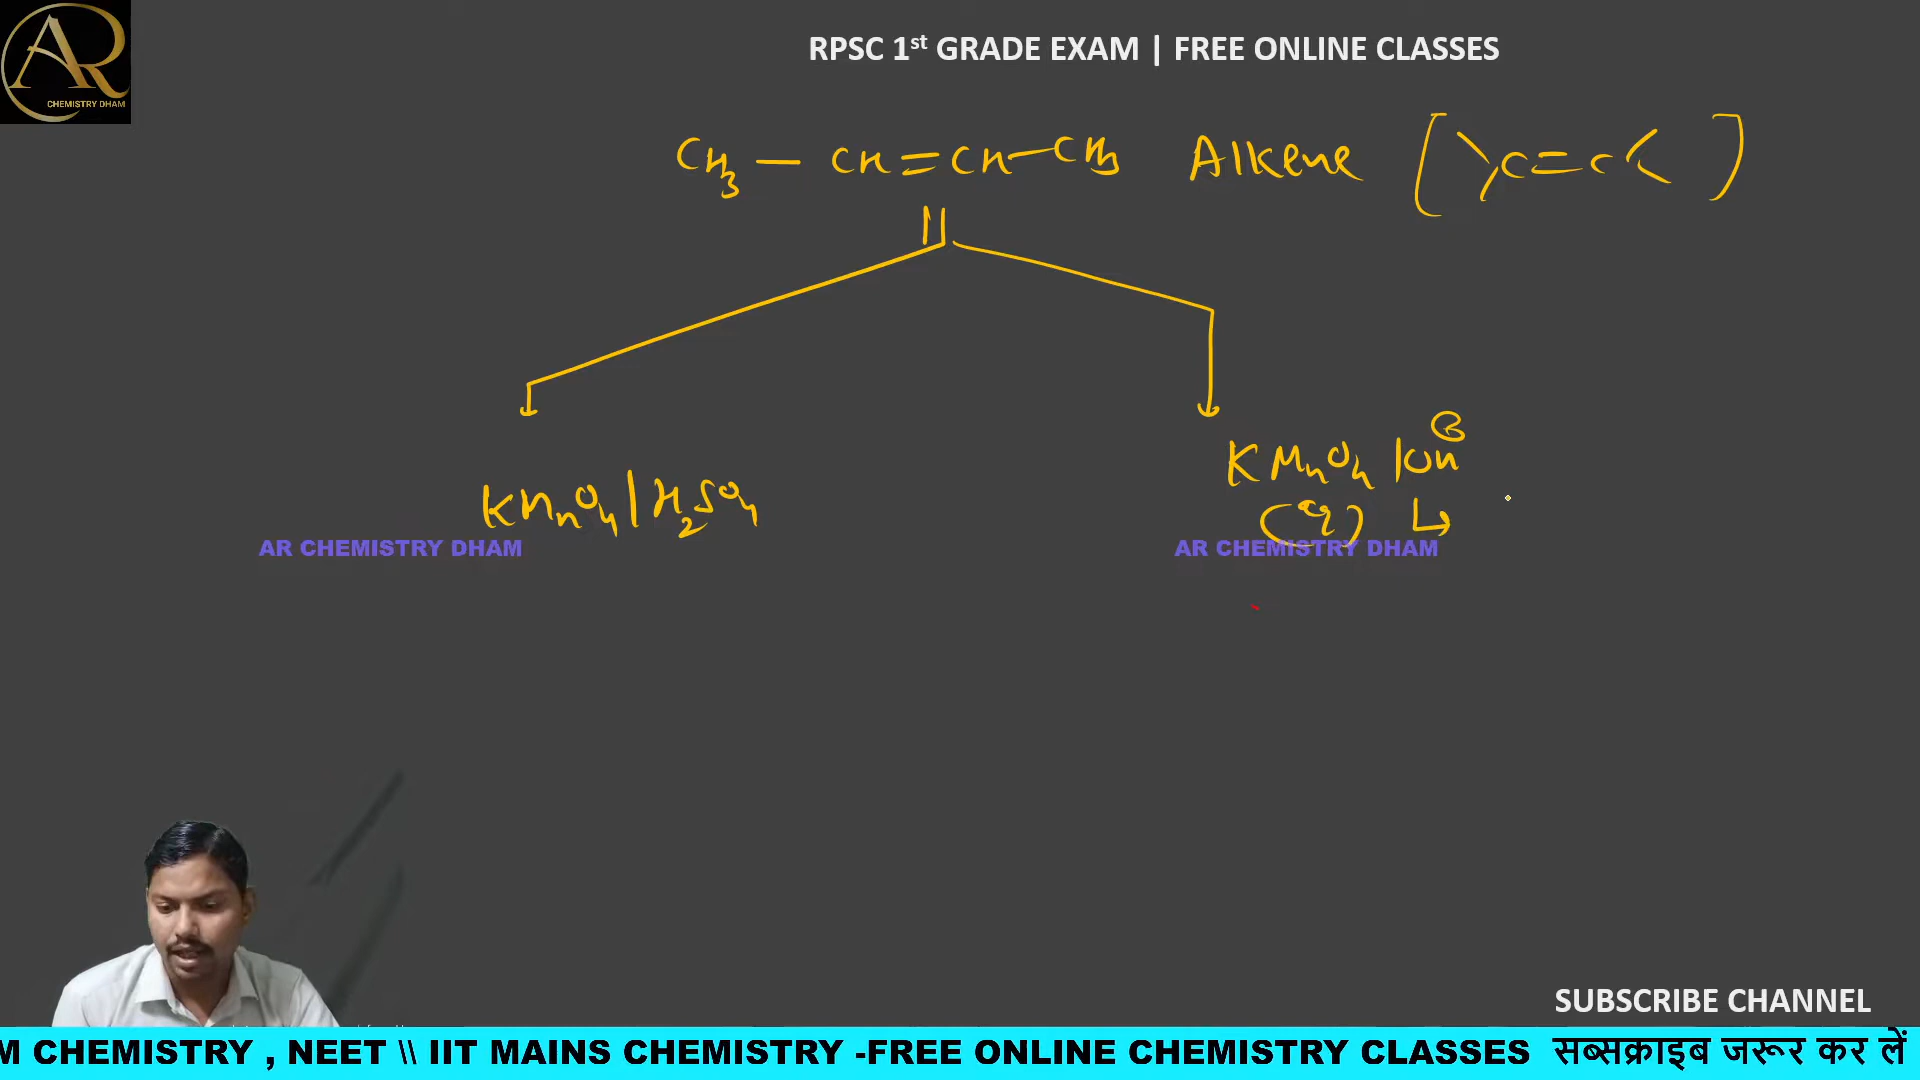 AR
CHEMISTRY DHAM
RPSC 1st GRADE EXAM | FREE ONLINE CLASSES
CH3 — CH = CH — CH3 Alkene [ >C=C< ]
KMnO4 | H2SO4
KMnO4 | OH⊖
(aq) ↳
AR CHEMISTRY DHAM
AR CHEMISTRY DHAM
SUBSCRIBE CHANNEL
M CHEMISTRY , NEET \\ IIT MAINS CHEMISTRY -FREE ONLINE CHEMISTRY CLASSES सब्सक्राइब जरूर कर लें